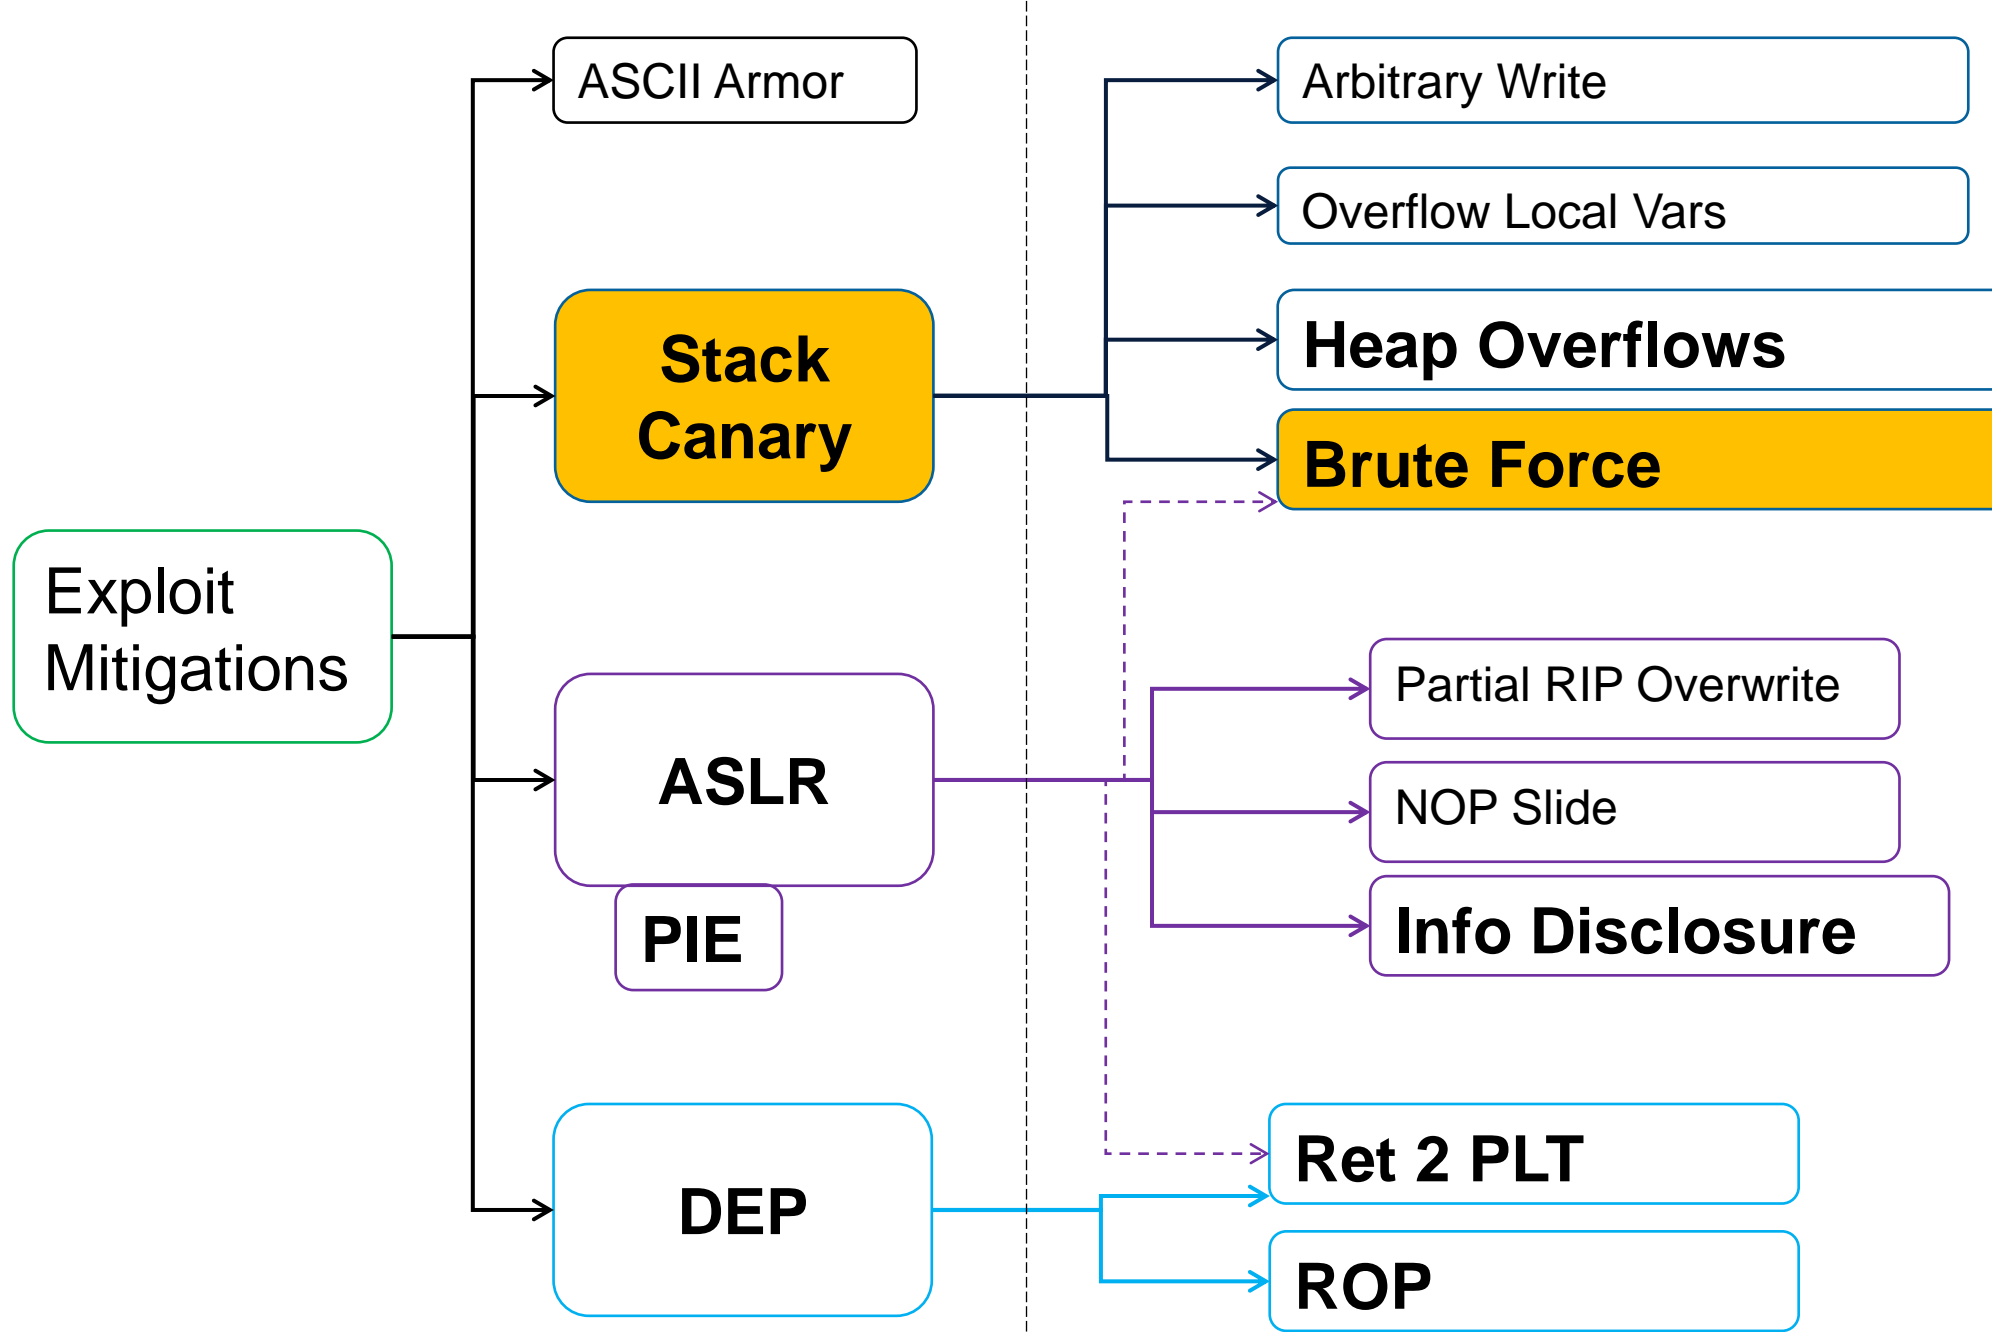 ASCII Armor
Arbitrary Write
Overflow Local Vars
Stack
Canary
Heap Overflows
Brute Force
Exploit
Mitigations
ASLR
PIE
Partial RIP Overwrite
NOP Slide
Info Disclosure
DEP
Ret 2 PLT
ROP